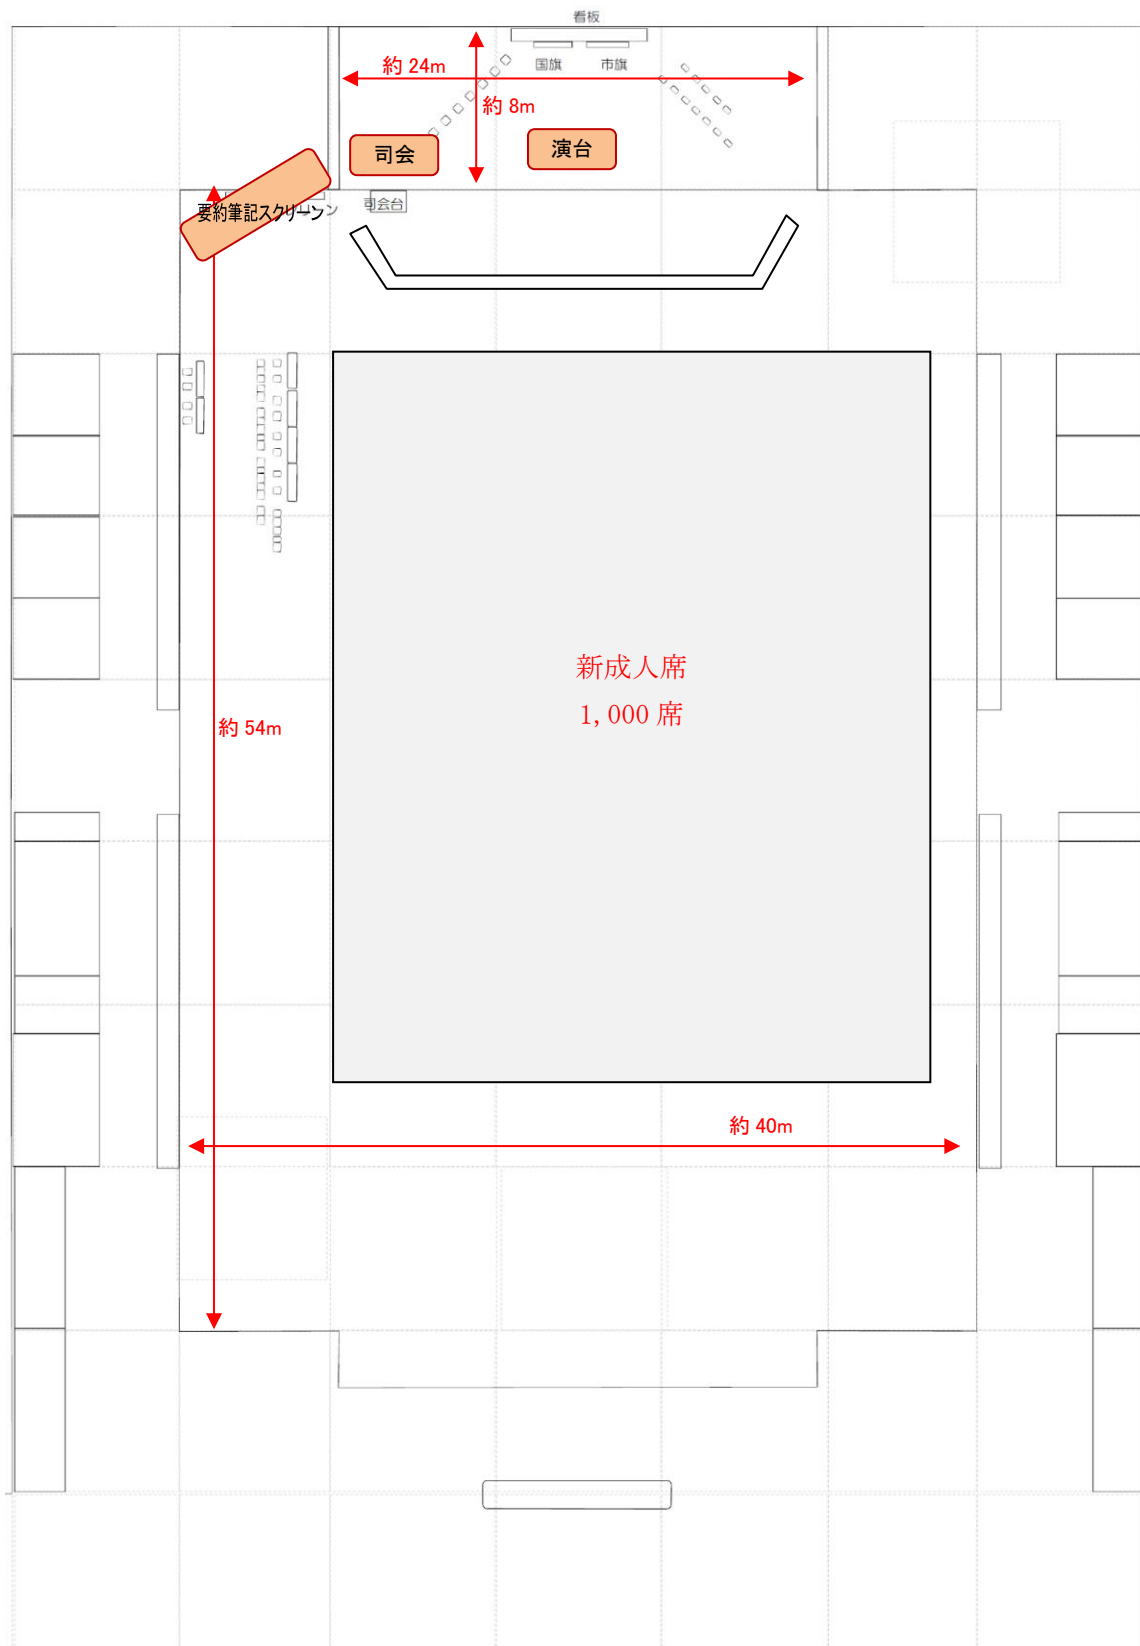 看板
国旗
市旗
約 24m
約 8m
司会
演台
要約筆記スクリーン
司会台
新成人席
1,000 席
約 54m
約 40m